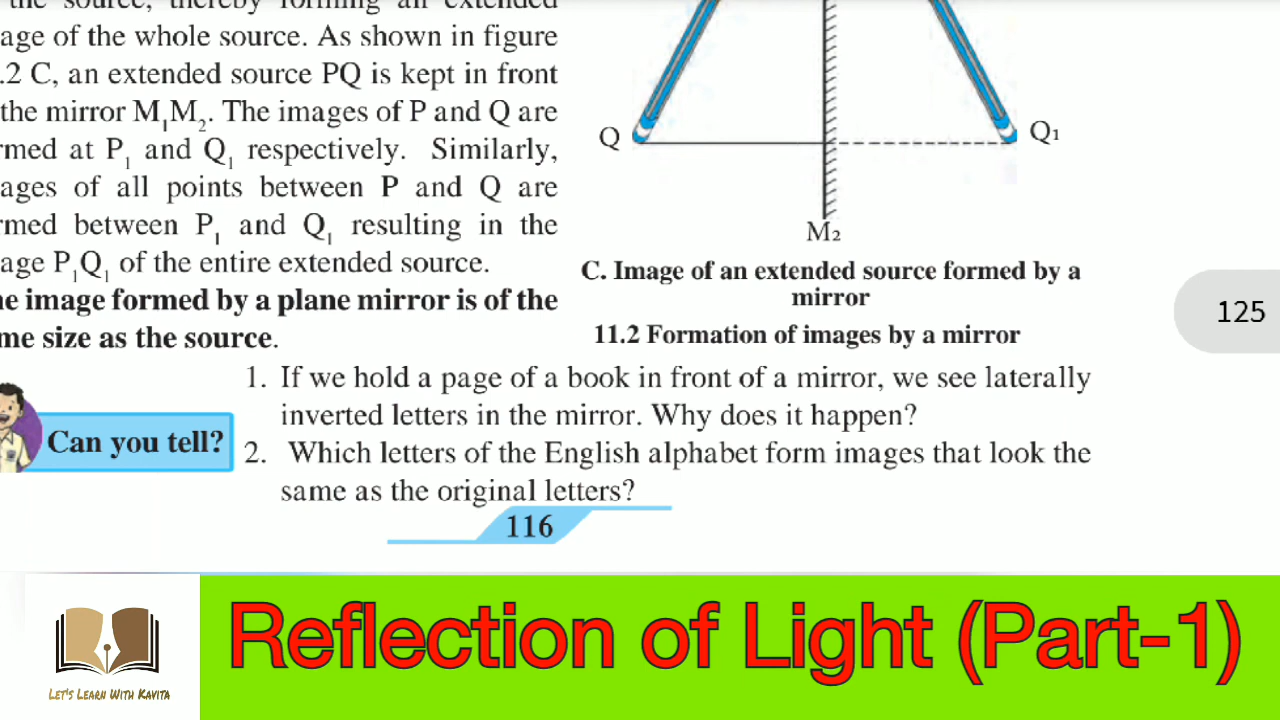 the source, thereby forming an extended
age of the whole source. As shown in figure
.2 C, an extended source PQ is kept in front
the mirror M₁M₂. The images of P and Q are
rmed at P₁ and Q₁ respectively. Similarly,
ages of all points between P and Q are
rmed between P₁ and Q₁ resulting in the
age P₁Q₁ of the entire extended source.
e image formed by a plane mirror is of the
me size as the source.
Q
Q₁
M₂
C. Image of an extended source formed by a
mirror
11.2 Formation of images by a mirror
125
Can you tell?
1. If we hold a page of a book in front of a mirror, we see laterally
inverted letters in the mirror. Why does it happen?
2. Which letters of the English alphabet form images that look the
same as the original letters?
116
LET'S LEARN WITH KAVITA
Reflection of Light (Part-1)